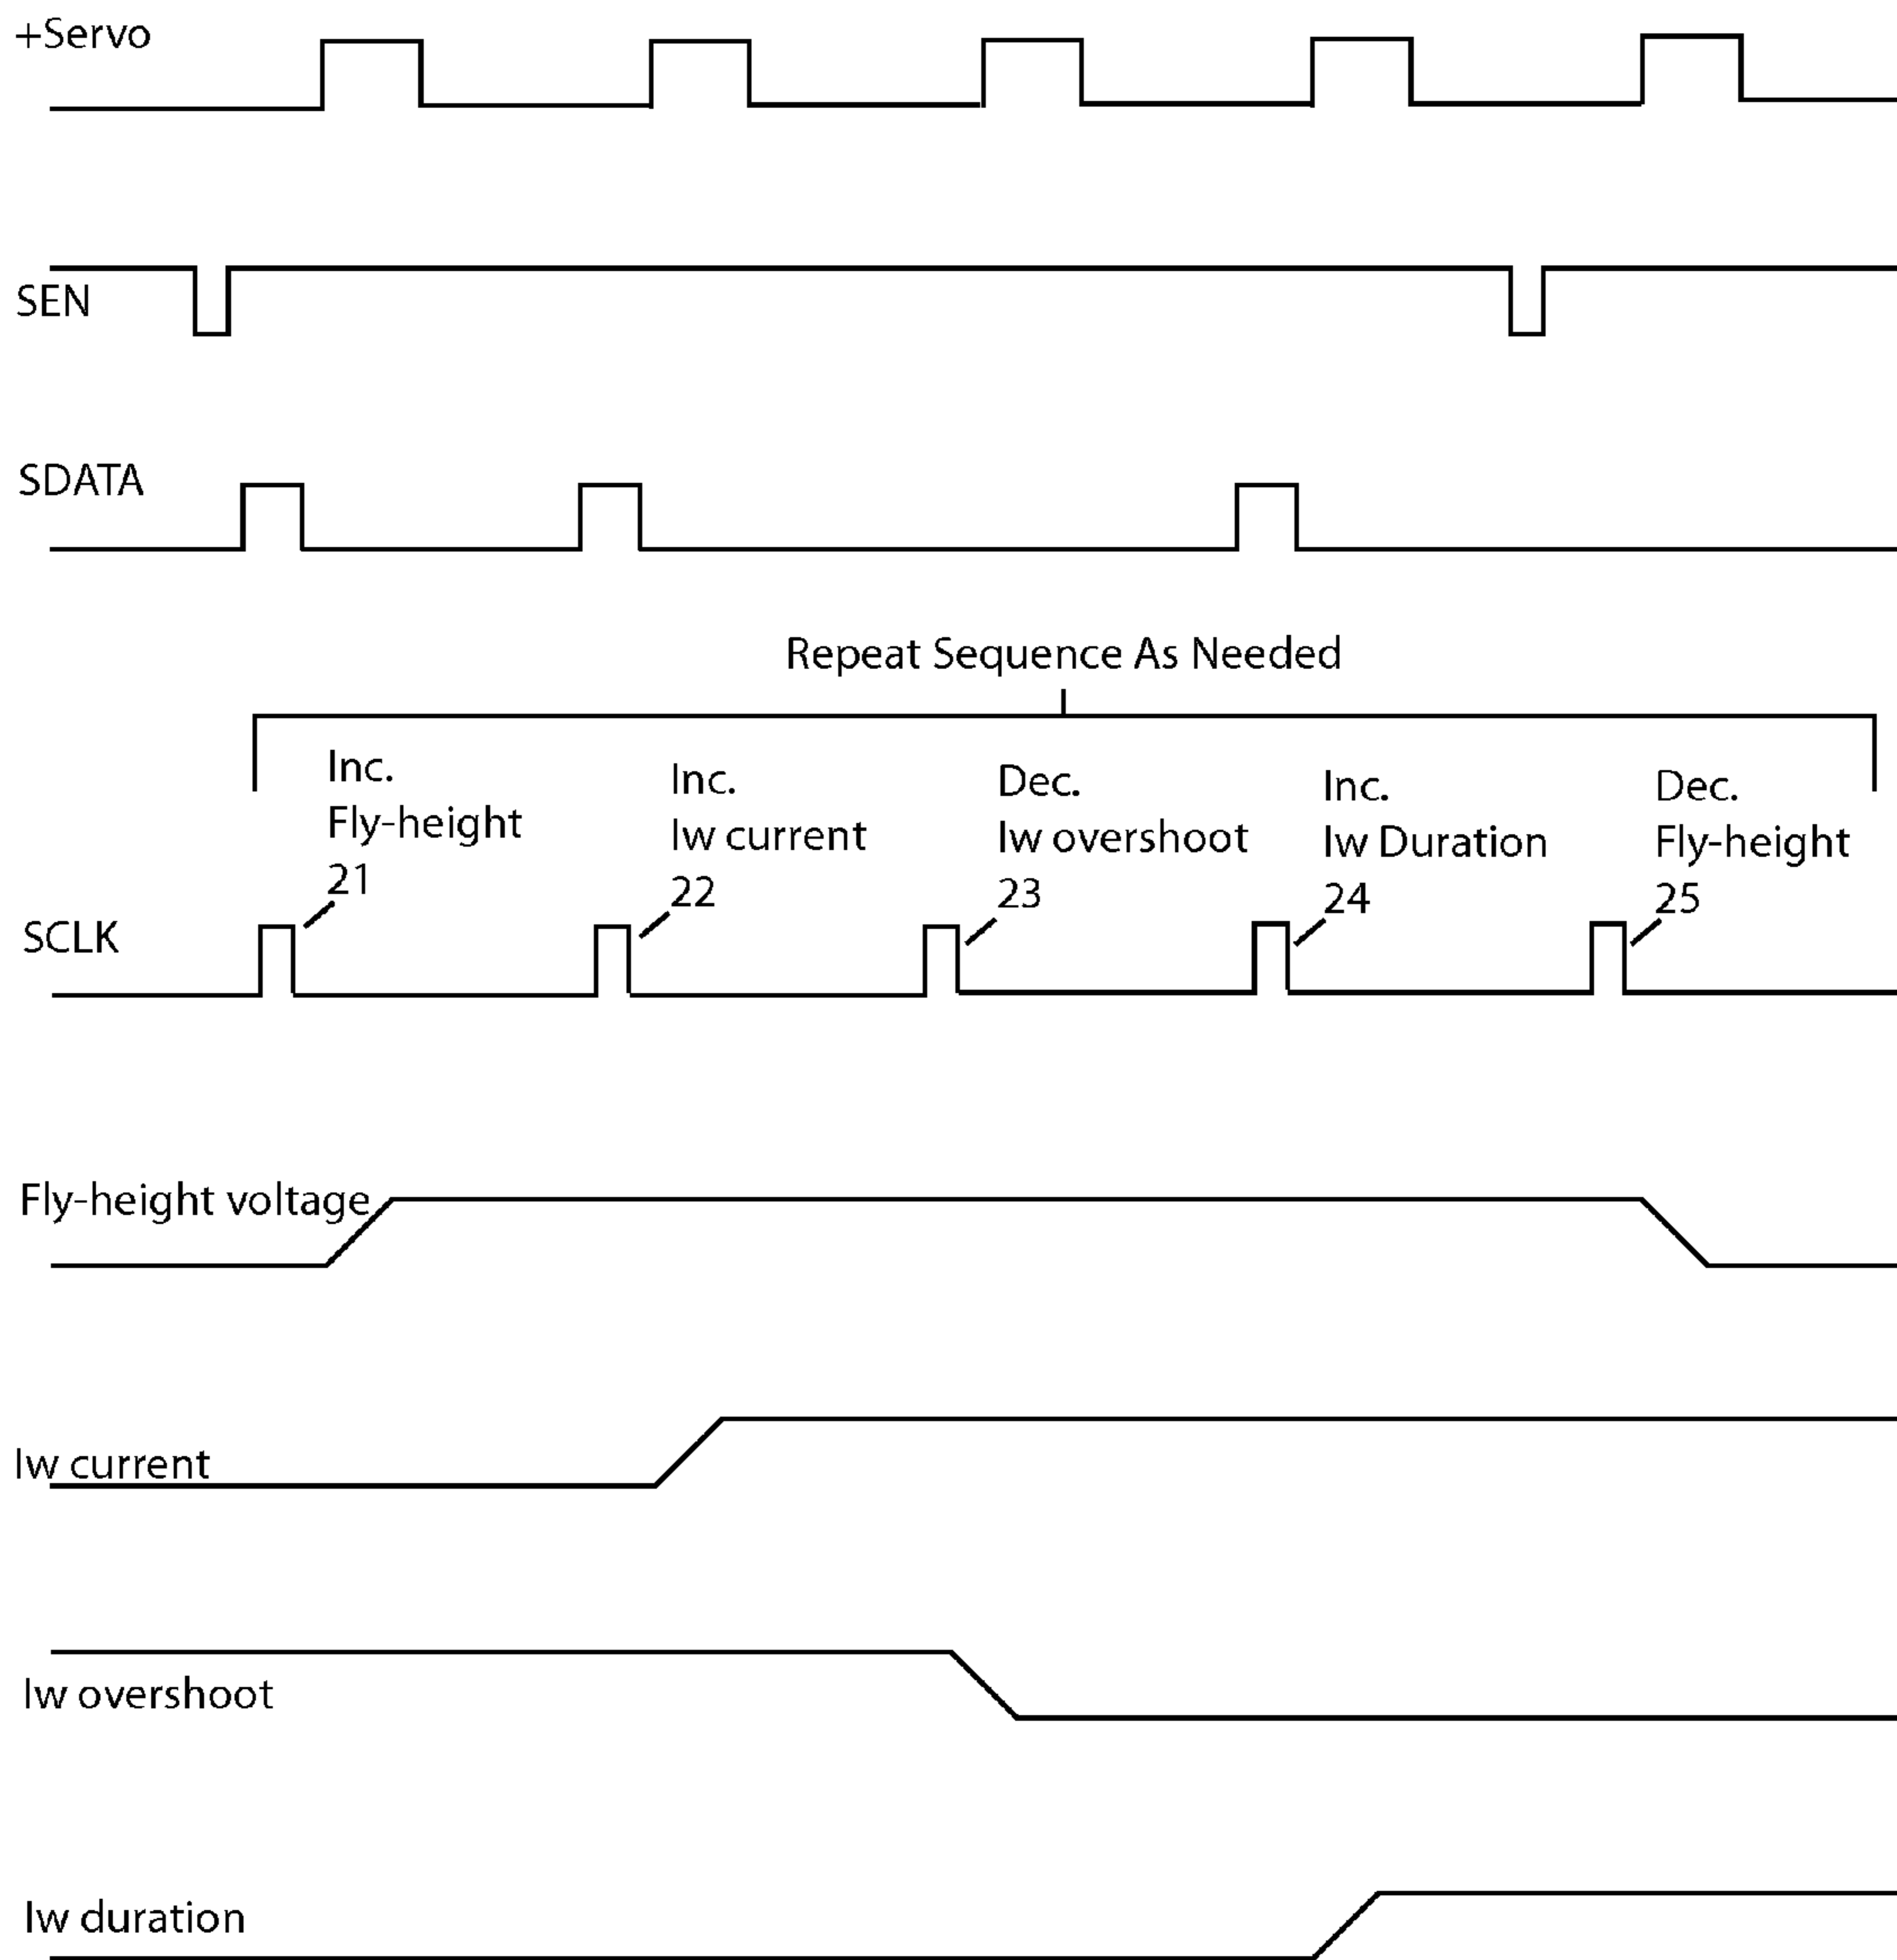 +Servo
SEN
SDATA
Repeat Sequence As Needed
Inc.
Fly-height
21
Inc.
Iw current
22
Dec.
Iw overshoot
23
Inc.
Iw Duration
24
Dec.
Fly-height
25
SCLK
Fly-height voltage
Iw current
Iw overshoot
Iw duration